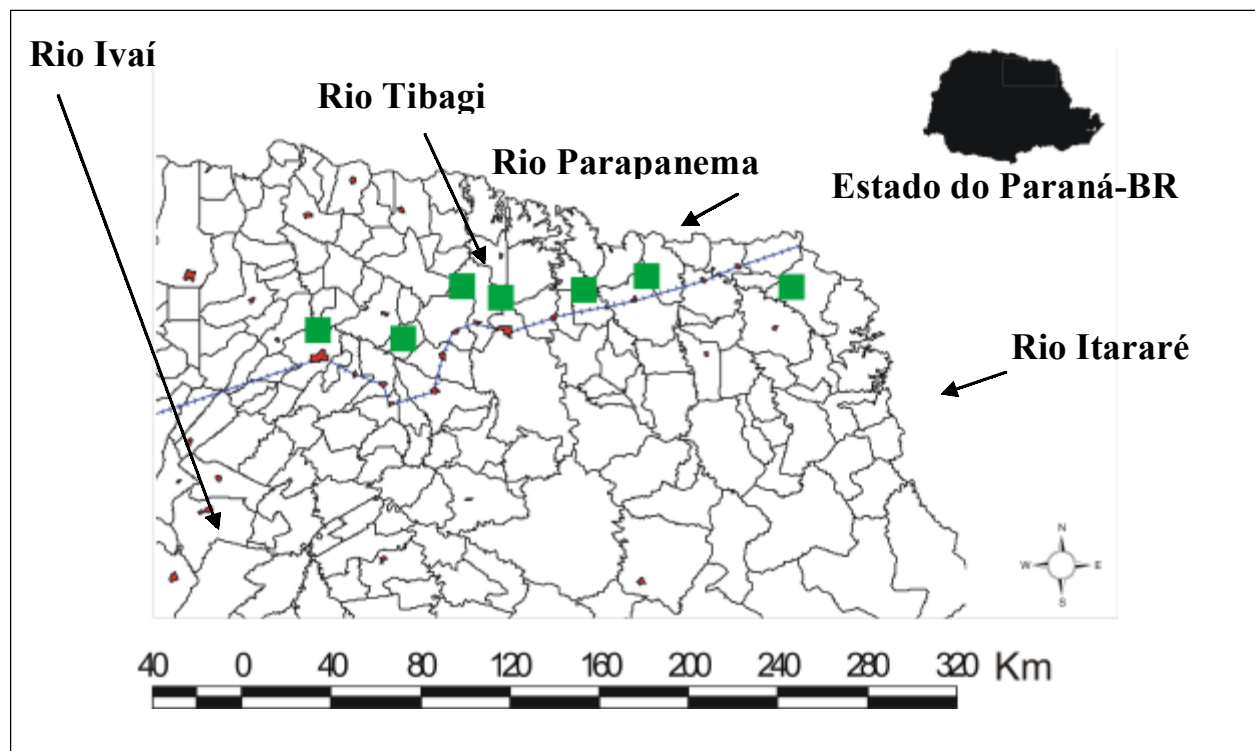 Rio Ivaí
Rio Tibagi
Rio Parapanema
Estado do Paraná-BR
Rio Itararé
N
W E
S
40 0 40 80 120 160 200 240 280 320 Km